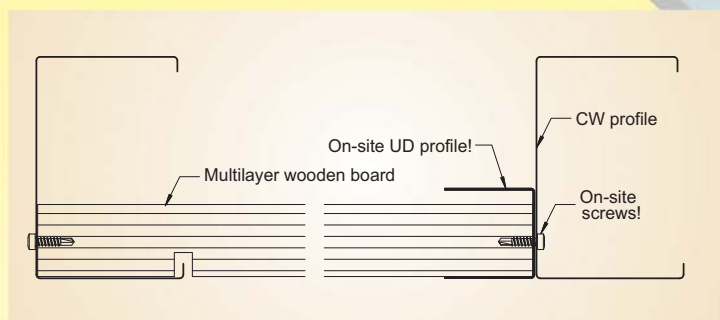 CW profile
On-site UD profile!
Multilayer wooden board
On-site
screws!